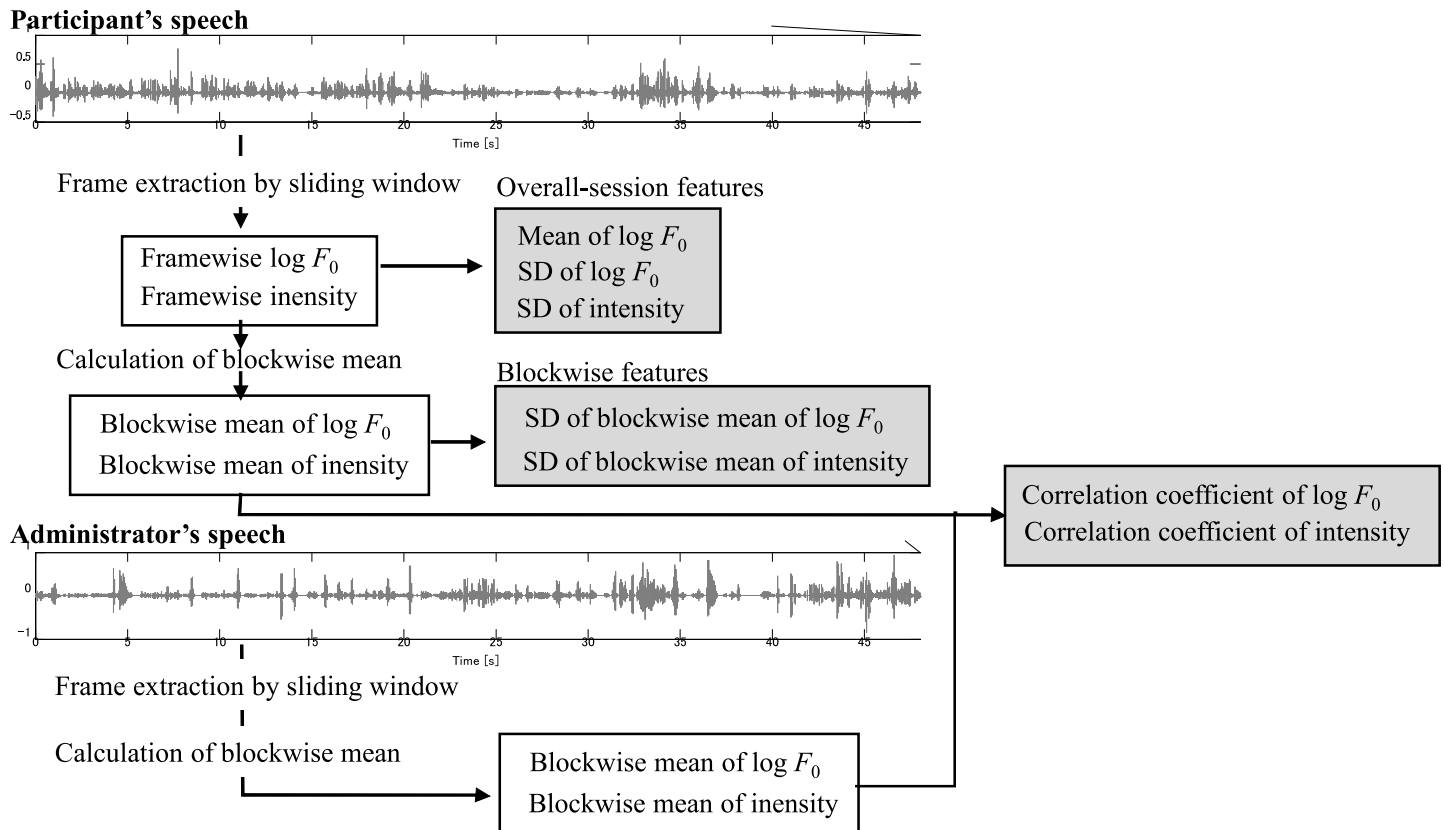 Participant's speech
0.5
0
-0.5
0 5 10 15 20 25 30 35 40 45
Time [s]
Frame extraction by sliding window
Overall-session features
Framewise log F0
Framewise inensity
Mean of log F0
SD of log F0
SD of intensity
Calculation of blockwise mean
Blockwise features
Blockwise mean of log F0
Blockwise mean of inensity
SD of blockwise mean of log F0
SD of blockwise mean of intensity
Correlation coefficient of log F0
Correlation coefficient of intensity
Administrator's speech
1
0
-1
0 5 10 15 20 25 30 35 40 45
Time [s]
Frame extraction by sliding window
Calculation of blockwise mean
Blockwise mean of log F0
Blockwise mean of inensity